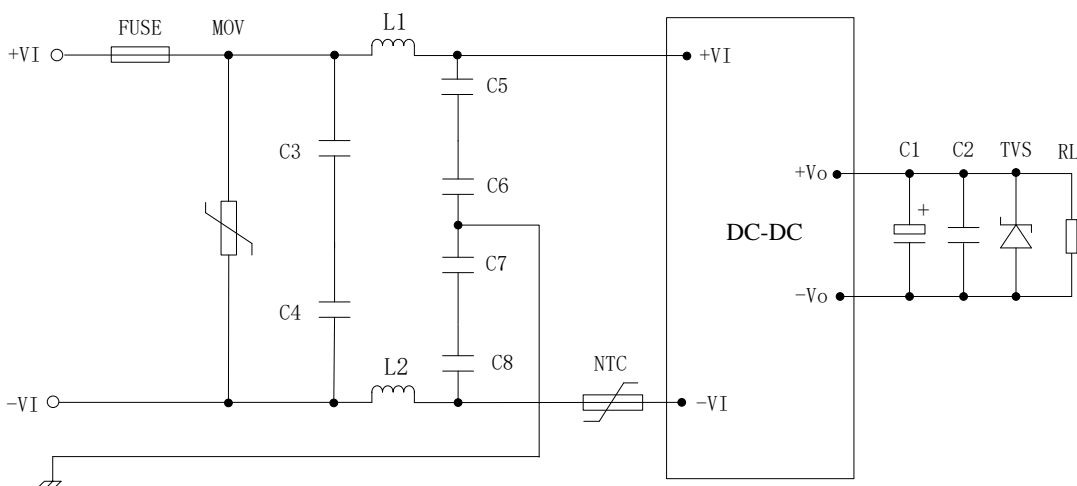 FUSE MOV L1
+VI +VI
C5
C3
C6
+Vo C1 C2 TVS RL
+
DC-DC
C7
C4 -Vo
C8
L2 NTC
-VI -VI